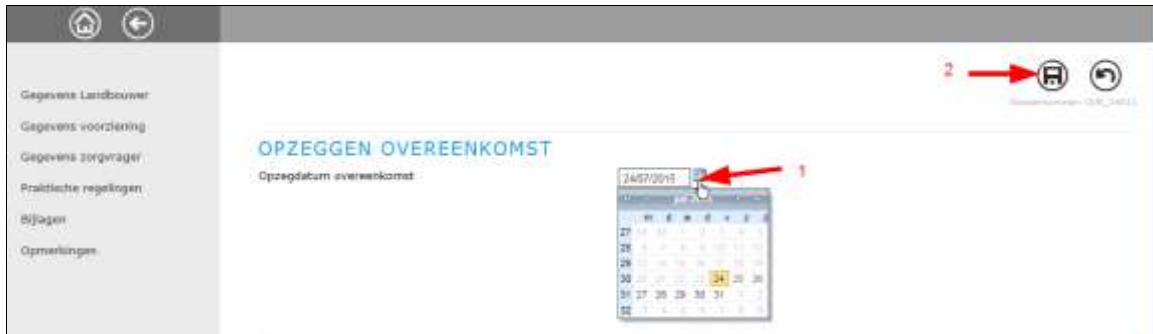 2
Gegevens Landbouwer
Gegevens voorziening
Gegevens zorgvrager
Praktische regelingen
Bijlagen
Opmerkingen
OPZEGGEN OVEREENKOMST
Opzegdatum overeenkomst
24/07/2015
1
m d w d v z z
27
28
29
30 24 25 26
31 27 28 29 30 31
32